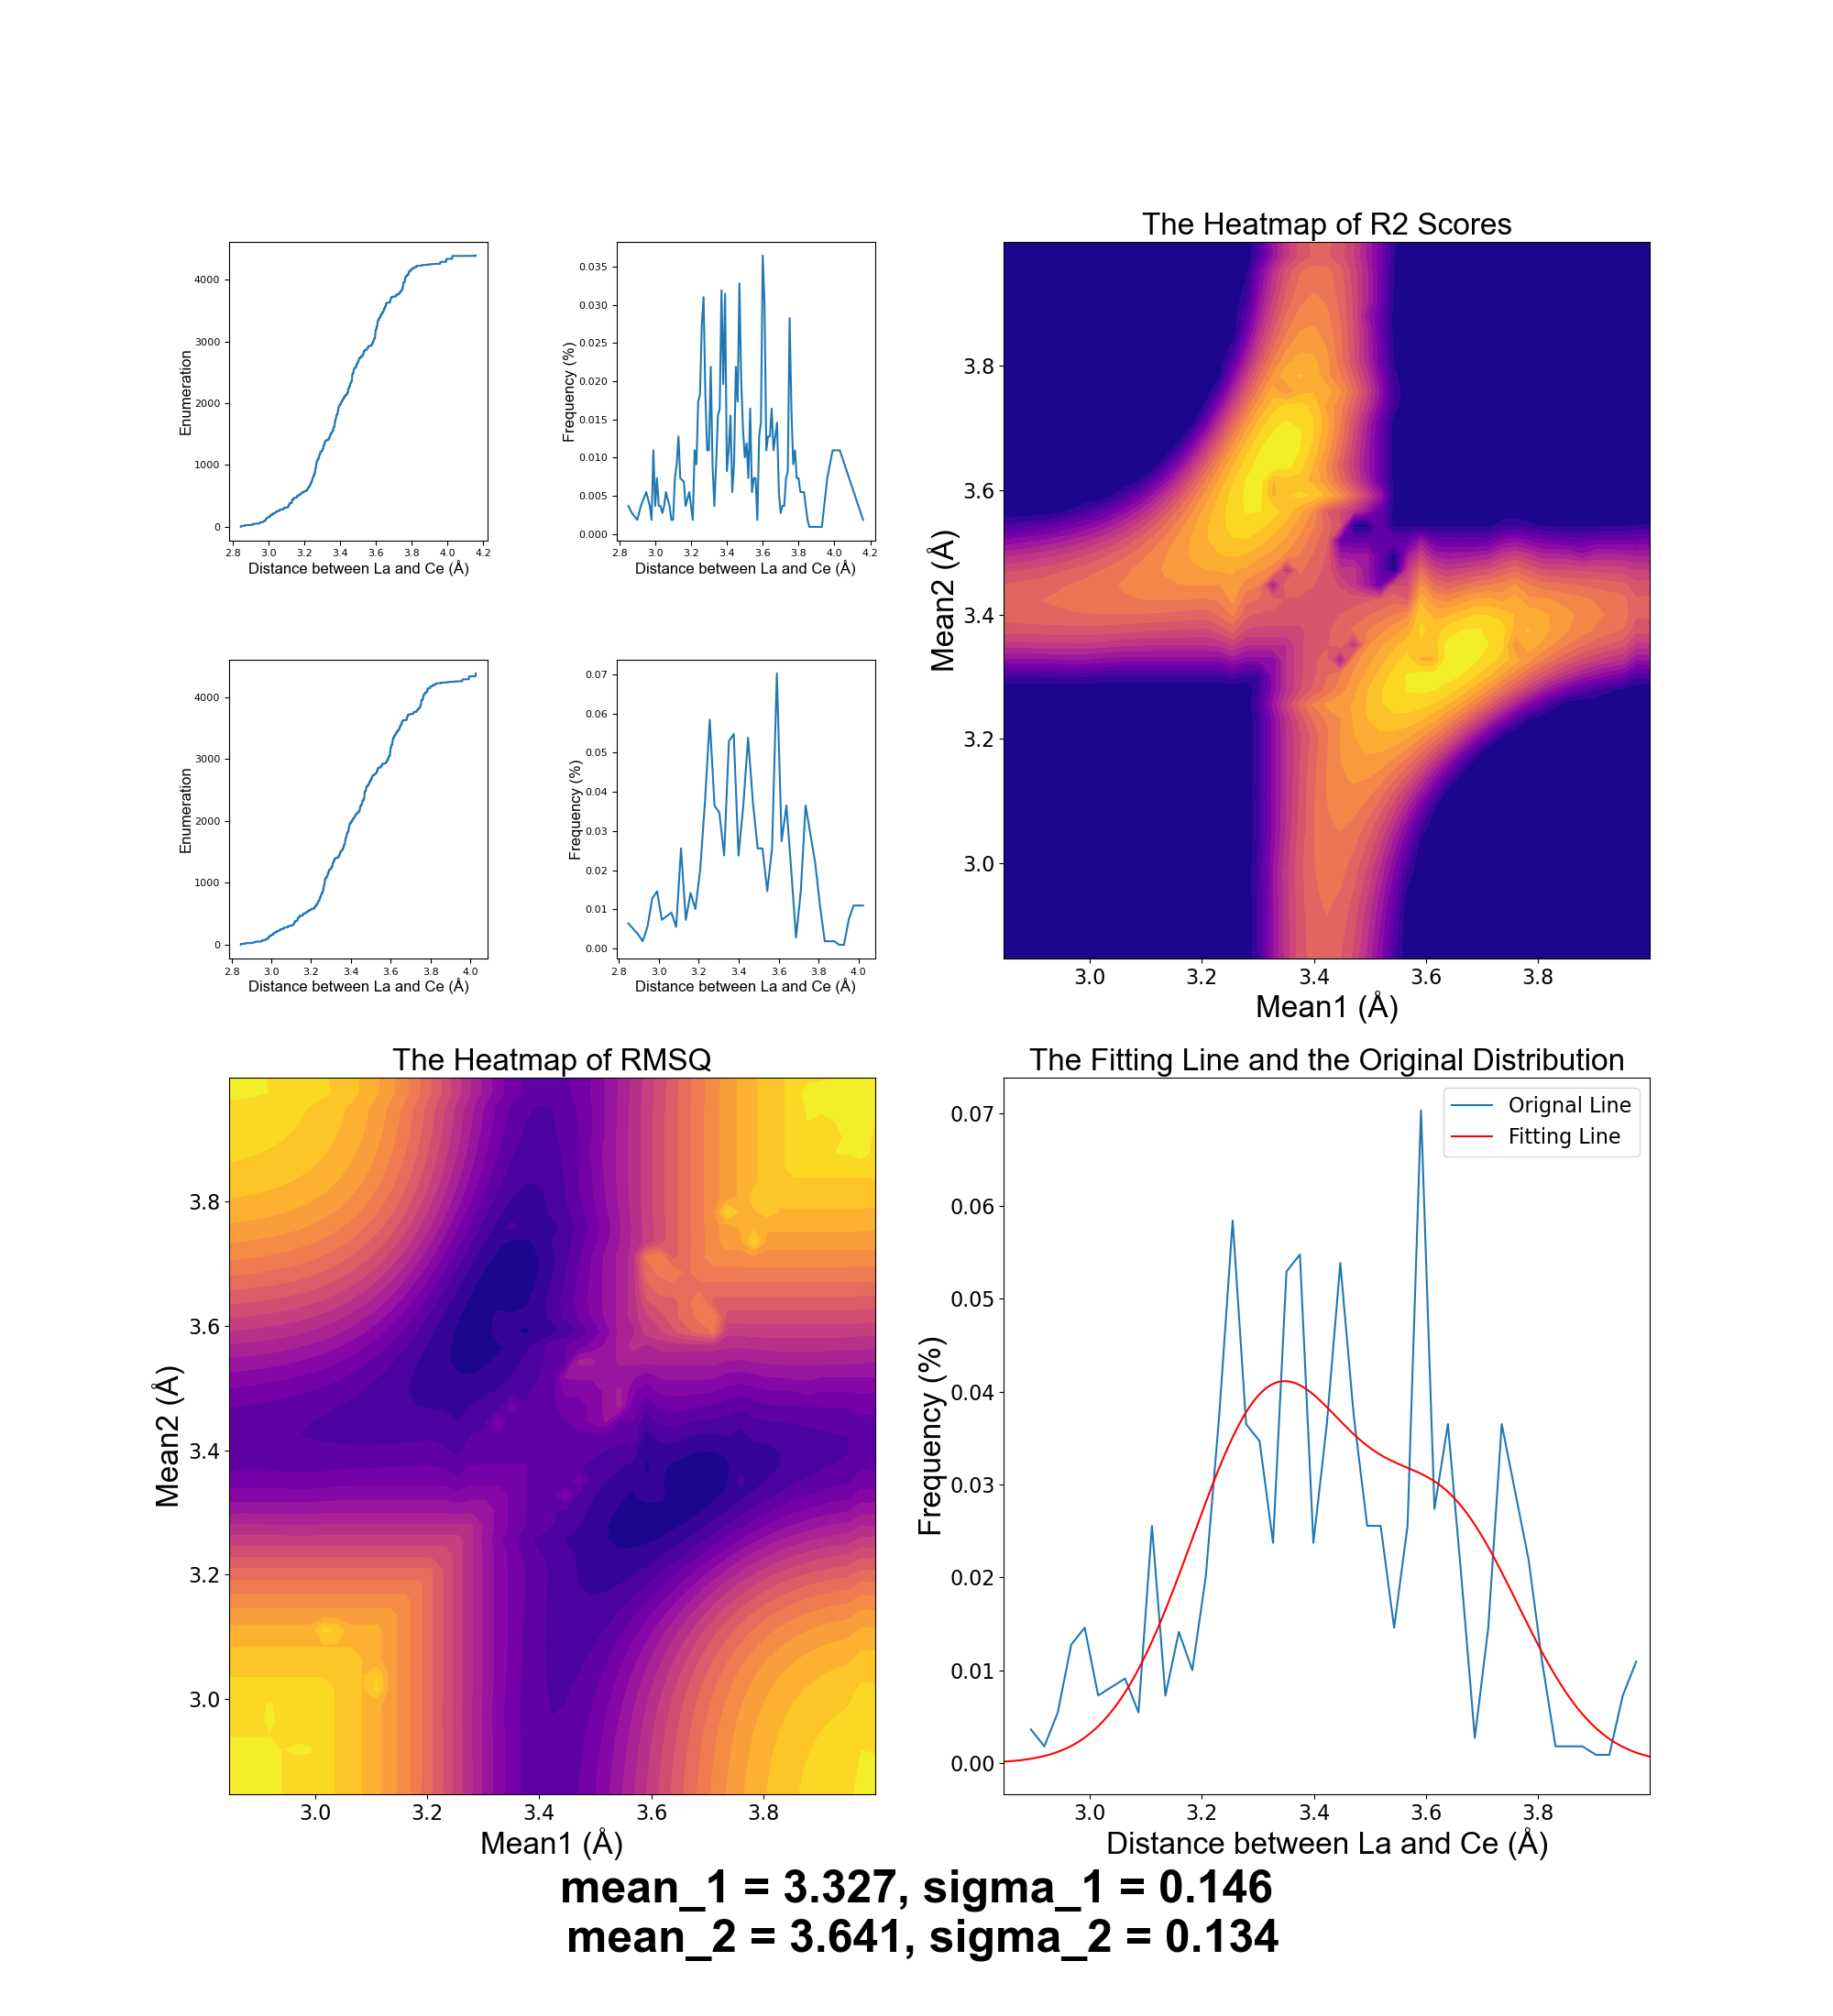 The Heatmap of R2 Scores
4000
3000
2000
1000
0
Enumeration
2.8 3.0 3.2 3.4 3.6 3.8 4.0 4.2
Distance between La and Ce (Å)
0.035
0.030
0.025
0.020
0.015
0.010
0.005
0.000
Frequency (%)
2.8 3.0 3.2 3.4 3.6 3.8 4.0 4.2
Distance between La and Ce (Å)
3.8
3.6
3.4
3.2
3.0
Mean2 (Å)
3.0 3.2 3.4 3.6 3.8
Mean1 (Å)
4000
3000
2000
1000
0
Enumeration
2.8 3.0 3.2 3.4 3.6 3.8 4.0
Distance between La and Ce (Å)
0.07
0.06
0.05
0.04
0.03
0.02
0.01
0.00
Frequency (%)
2.8 3.0 3.2 3.4 3.6 3.8 4.0
Distance between La and Ce (Å)
The Heatmap of RMSQ
3.8
3.6
3.4
3.2
3.0
Mean2 (Å)
3.0 3.2 3.4 3.6 3.8
Mean1 (Å)
The Fitting Line and the Original Distribution
Orignal Line
Fitting Line
0.07
0.06
0.05
0.04
0.03
0.02
0.01
0.00
Frequency (%)
3.0 3.2 3.4 3.6 3.8
Distance between La and Ce (Å)
mean_1 = 3.327, sigma_1 = 0.146
mean_2 = 3.641, sigma_2 = 0.134